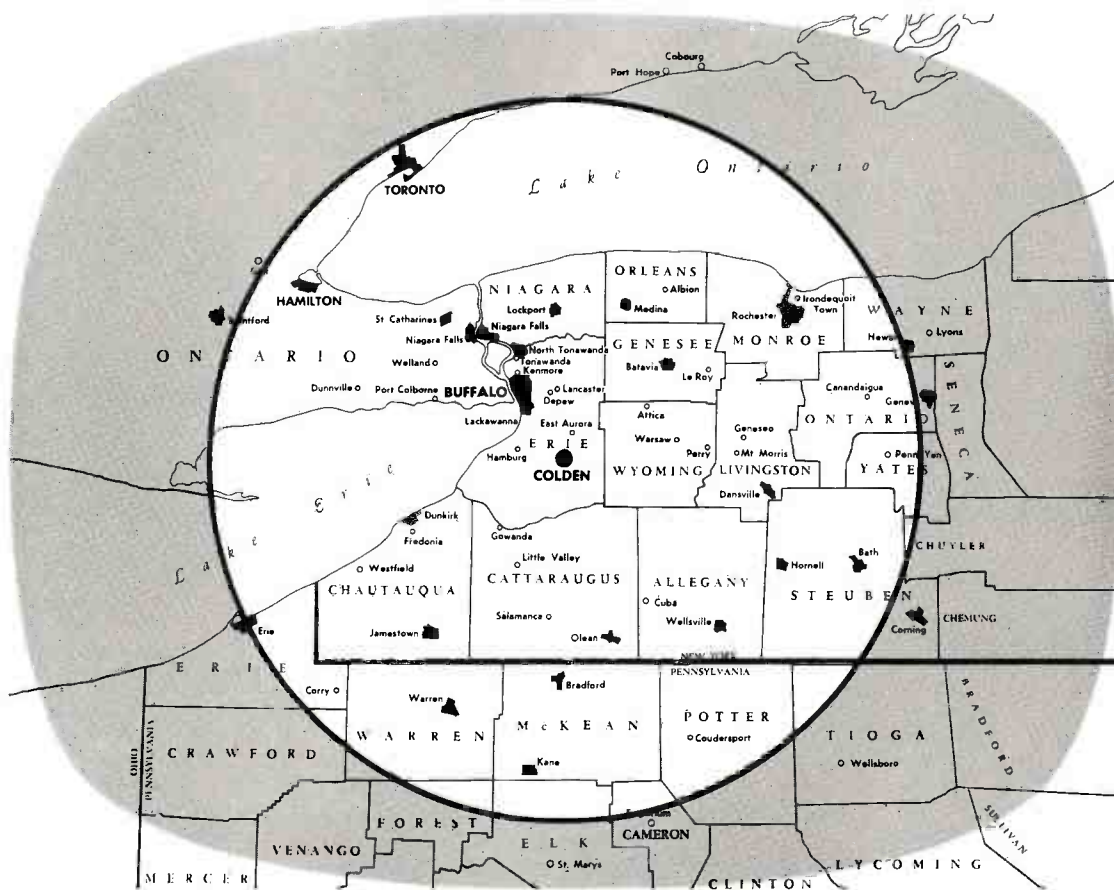 Cobourg
Port Hope
TORONTO
Lake Ontario
HAMILTON
ORLEANS
Albion
Medina
NIAGARA
Lockport
St Catharines
Niagara Falls
Niagara Falls
Irondequoit
Town
Rochester
MONROE
WAYNE
Lyons
ONTARIO
North Tonawanda
Tonawanda
Kenmore
Welland
GENESEE
Batavia
Le Roy
Dunnville
Port Colborne
BUFFALO
Lancaster
Depew
Lackawanna
Canandaigua
ONTARIO
SENECA
Attica
East Aurora
ERIE
Geneseo
Warsaw
Perry
Mt Morris
Hamburg
COLDEN
WYOMING
LIVINGSTON
Penn Yan
YATES
Dansville
Lake Erie
Dunkirk
Fredonia
Gowanda
Little Valley
Westfield
CHAUTAUQUA
CATTARAUGUS
ALLEGANY
Hornell
Bath
STEUBEN
CHUYLER
Cuba
Salamanca
Wellsville
Jamestown
Olean
Corning
CHEMUNG
Erie
NEW YORK
PENNSYLVANIA
ERIE
Corry
Warren
WARREN
Bradford
McKEAN
POTTER
Coudersport
Kane
TIOGA
Wellsboro
BRADFORD
OHIO
PENNSYLVANIA
CRAWFORD
FOREST
VENANGO
ELK
St. Marys
CAMERON
SULLIVAN
MERCER
CLINTON
LYCOMING